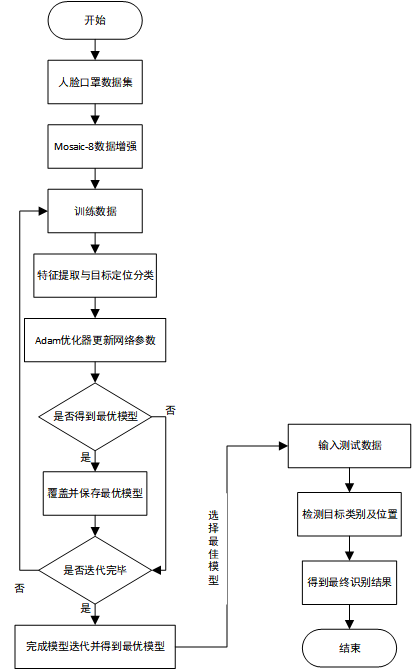 开始
人脸口罩数据集
Mosaic-8数据增强
训练数据
特征提取与目标定位分类
Adam优化器更新网络参数
是否得到最优模型
否
是
覆盖并保存最优模型
是否迭代完毕
否
是
完成模型迭代并得到最优模型
选择最佳模型
输入测试数据
检测目标类别及位置
得到最终识别结果
结束